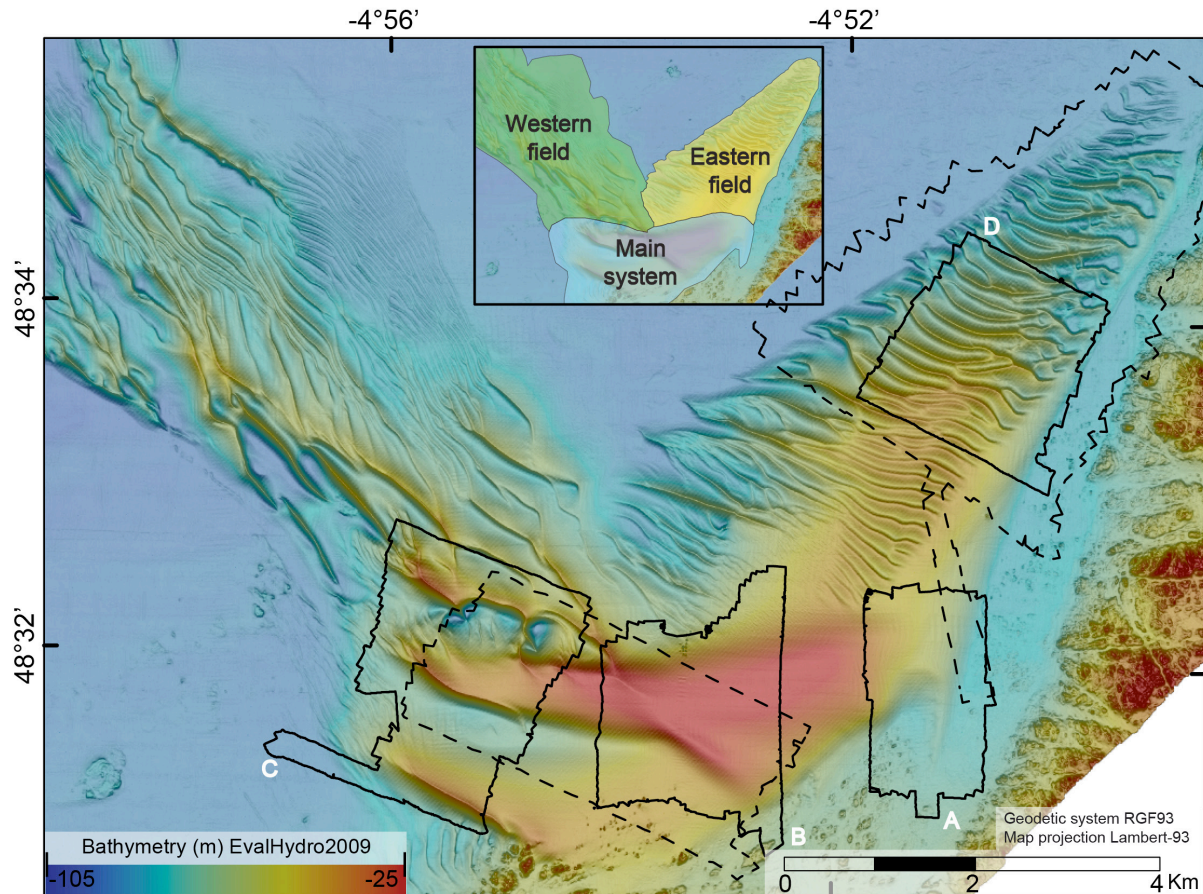 -4°56’
-4°52’
Western
field
Eastern
field
Main
system
D
48°34’
48°32’
C
B
A
Geodetic system RGF93
Map projection Lambert-93
Bathymetry (m) EvalHydro2009
-105
-25
0
2
4
Km